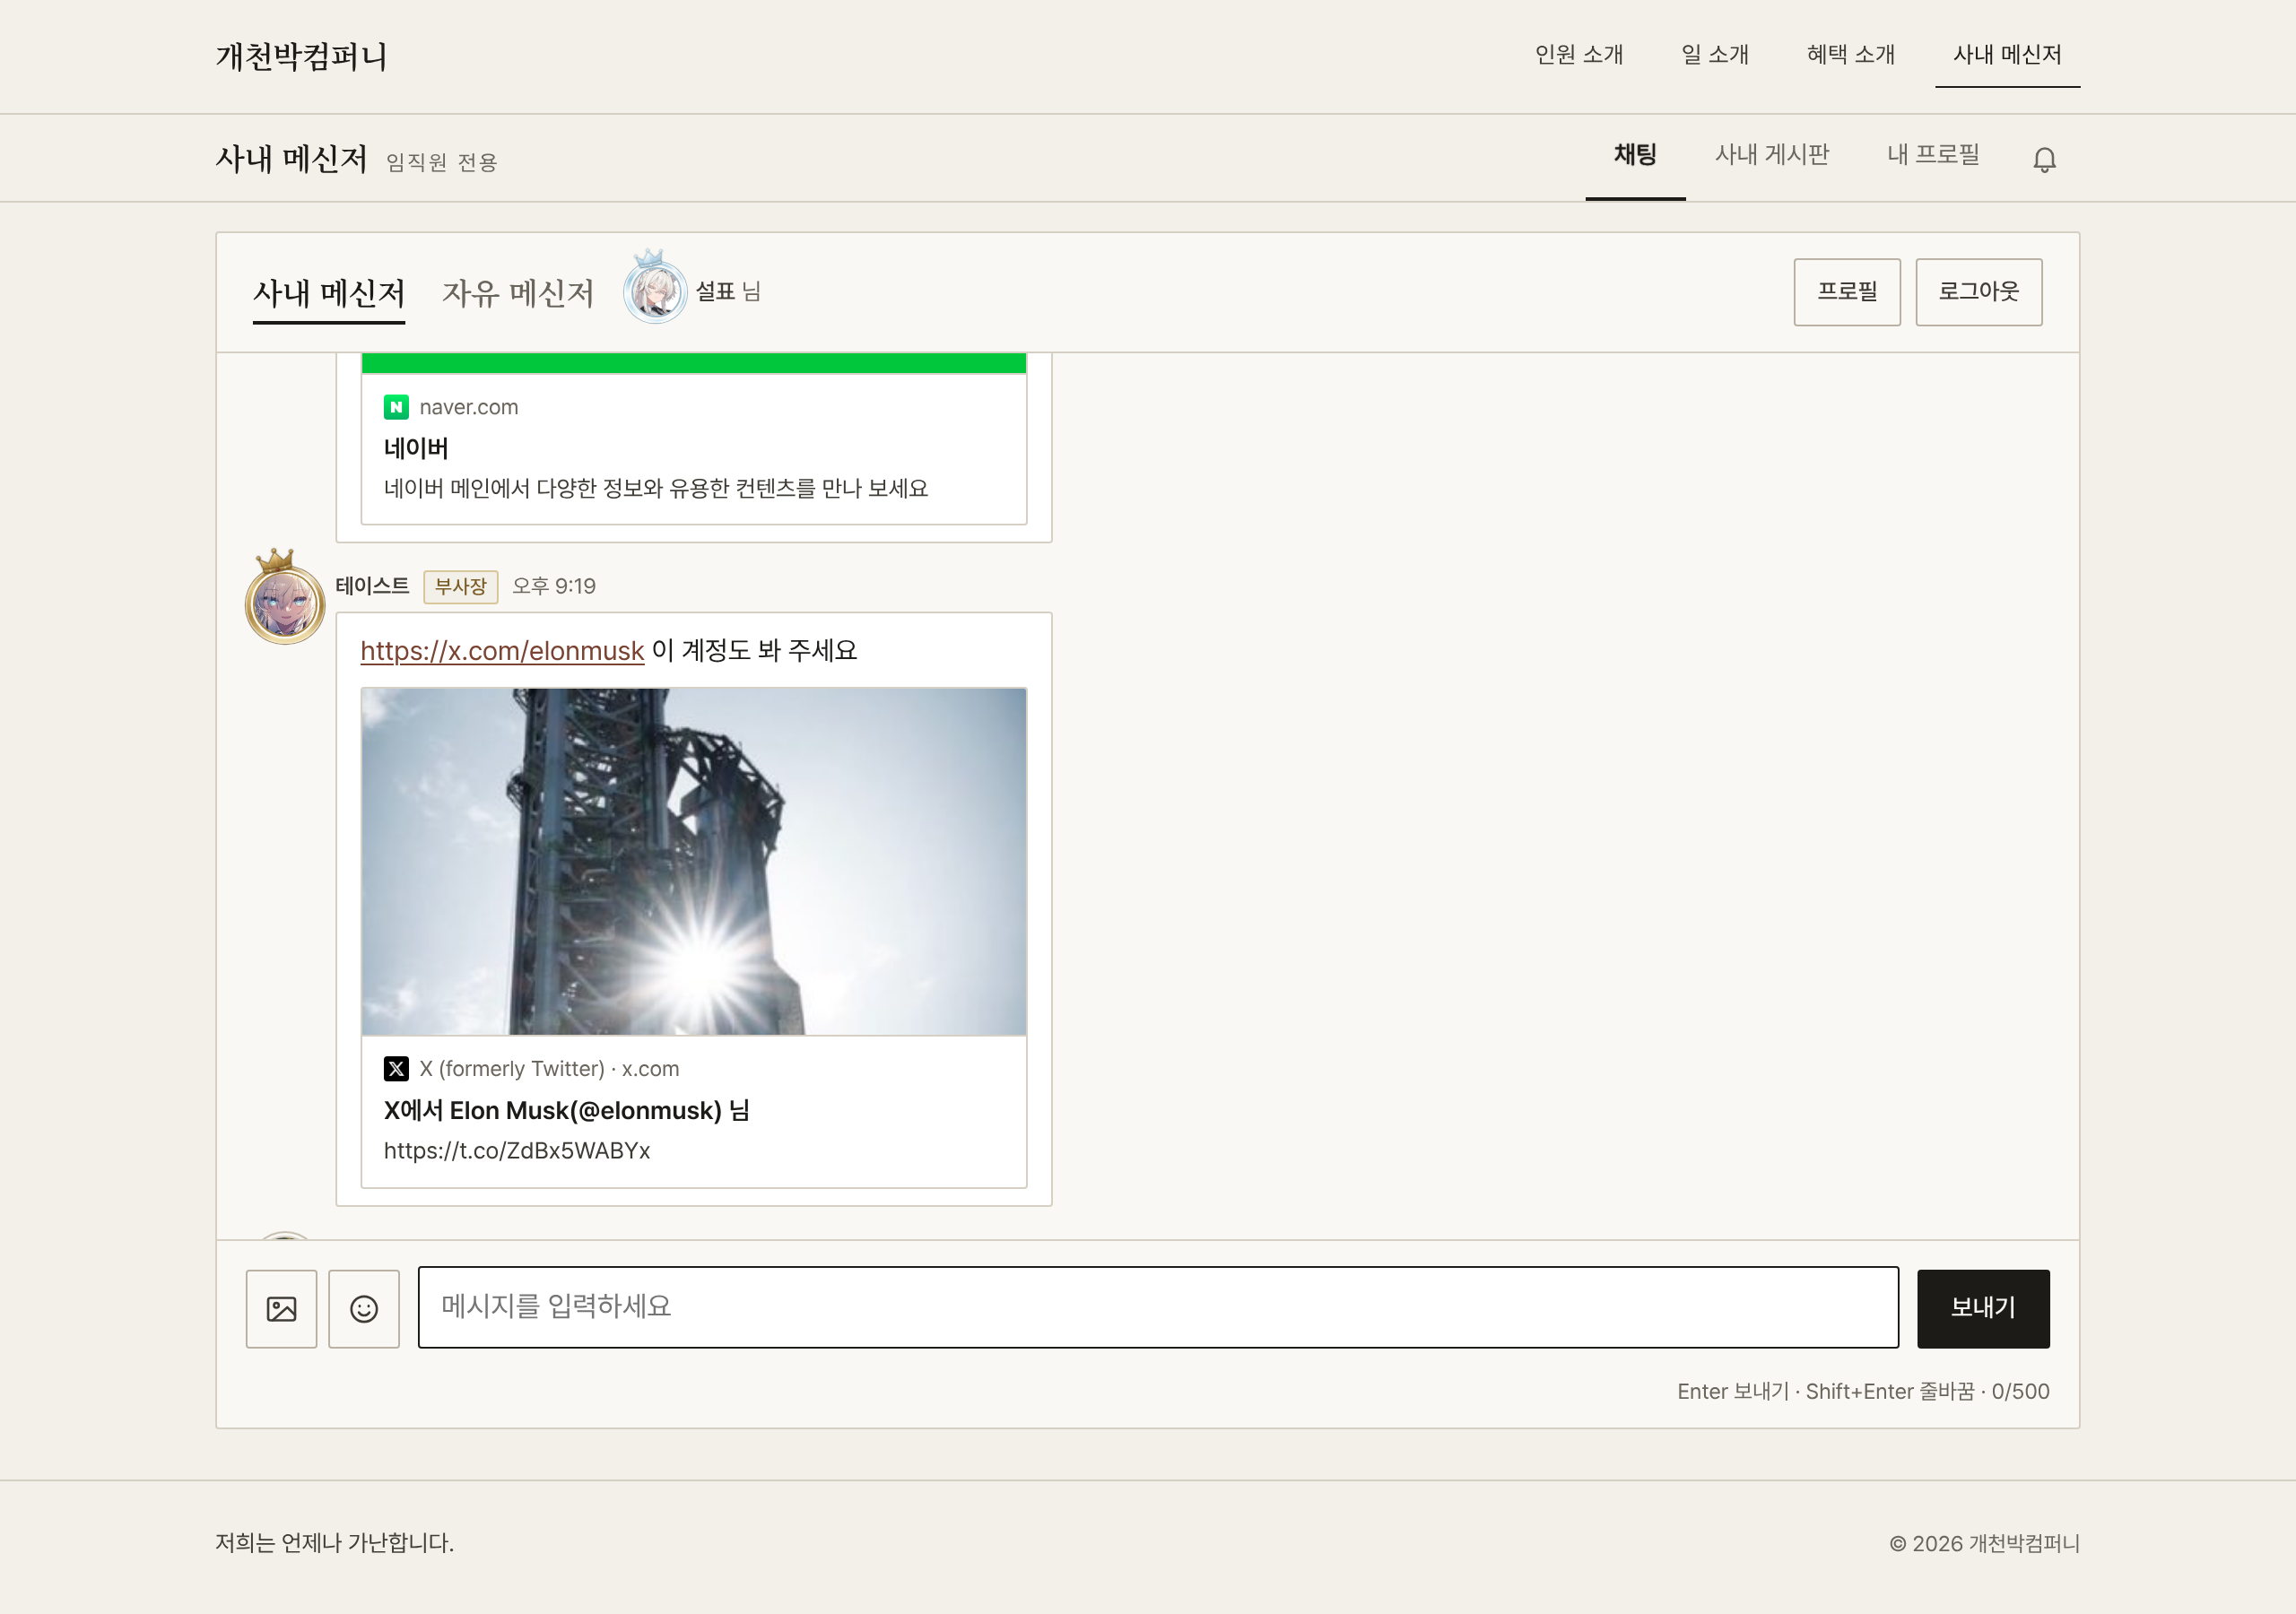 개천박컴퍼니
인원 소개 일 소개 혜택 소개 사내 메신저
사내 메신저 임직원 전용
채팅 사내 게시판 내 프로필
사내 메신저 자유 메신저 설표 님
프로필 로그아웃
N naver.com
네이버
네이버 메인에서 다양한 정보와 유용한 컨텐츠를 만나 보세요
테이스트 부사장 오후 9:19
https://x.com/elonmusk 이 계정도 봐 주세요
X (formerly Twitter) · x.com
X에서 Elon Musk(@elonmusk) 님
https://t.co/ZdBx5WABYx
메시지를 입력하세요
보내기
Enter 보내기 · Shift+Enter 줄바꿈 · 0/500
저희는 언제나 가난합니다.
© 2026 개천박컴퍼니